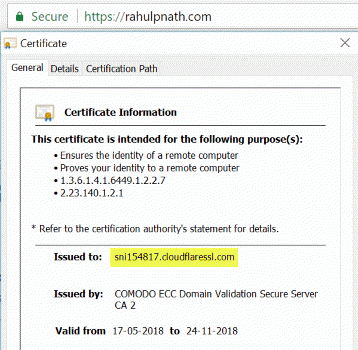 Secure | https://rahulpnath.com
Certificate
General Details Certification Path
Certificate Information
This certificate is intended for the following purpose(s):
• Ensures the identity of a remote computer
• Proves your identity to a remote computer
• 1.3.6.1.4.1.6449.1.2.2.7
• 2.23.140.1.2.1
* Refer to the certification authority's statement for details.
Issued to: sni154817.cloudflaressl.com
Issued by: COMODO ECC Domain Validation Secure Server
CA 2
Valid from 17-05-2018 to 24-11-2018